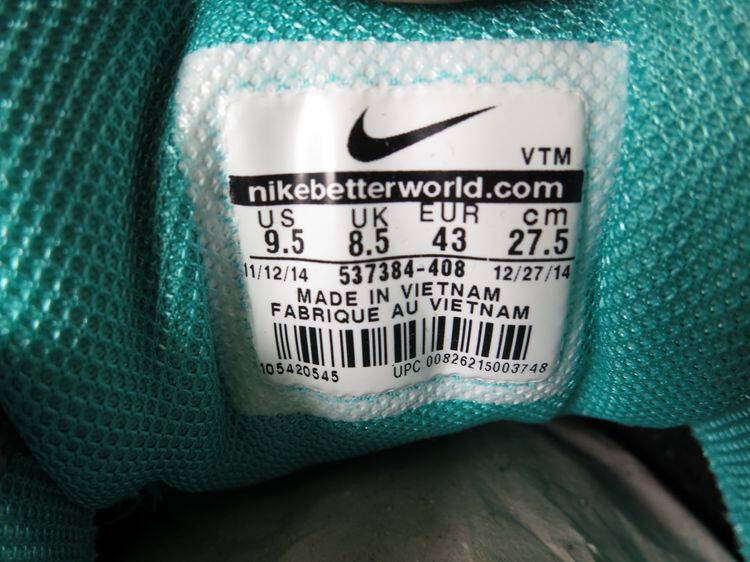 VTM
nikebetterworld.com
US UK EUR cm
9.5 8.5 43 27.5
11/12/14 537384-408 12/27/14
MADE IN VIETNAM
FABRIQUE AU VIETNAM
105420545 UPC 00826215003748